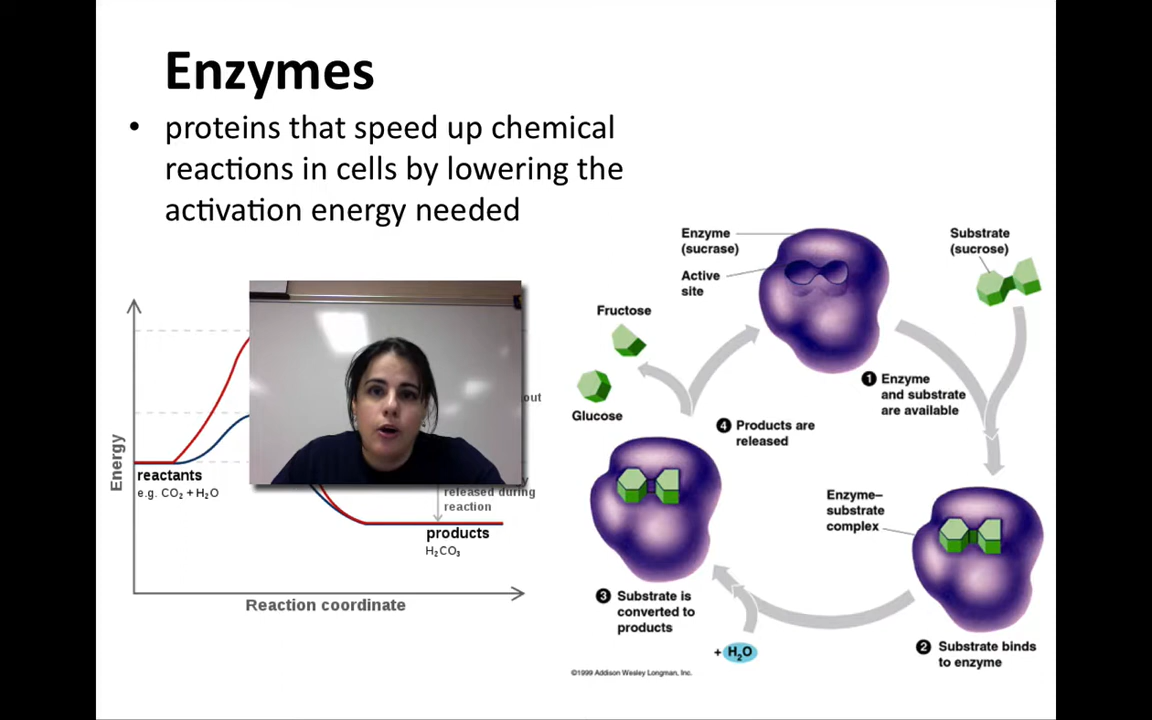 Enzymes
• proteins that speed up chemical
reactions in cells by lowering the
activation energy needed
Energy
reactants
e.g. CO₂ + H₂O
out
released during
reaction
products
H₂CO₃
Reaction coordinate
Enzyme
(sucrase)
Active
site
Substrate
(sucrose)
Fructose
Glucose
1 Enzyme
and substrate
are available
4 Products are
released
Enzyme–
substrate
complex
3 Substrate is
converted to
products
+ H₂O
2 Substrate binds
to enzyme
©1999 Addison Wesley Longman, Inc.